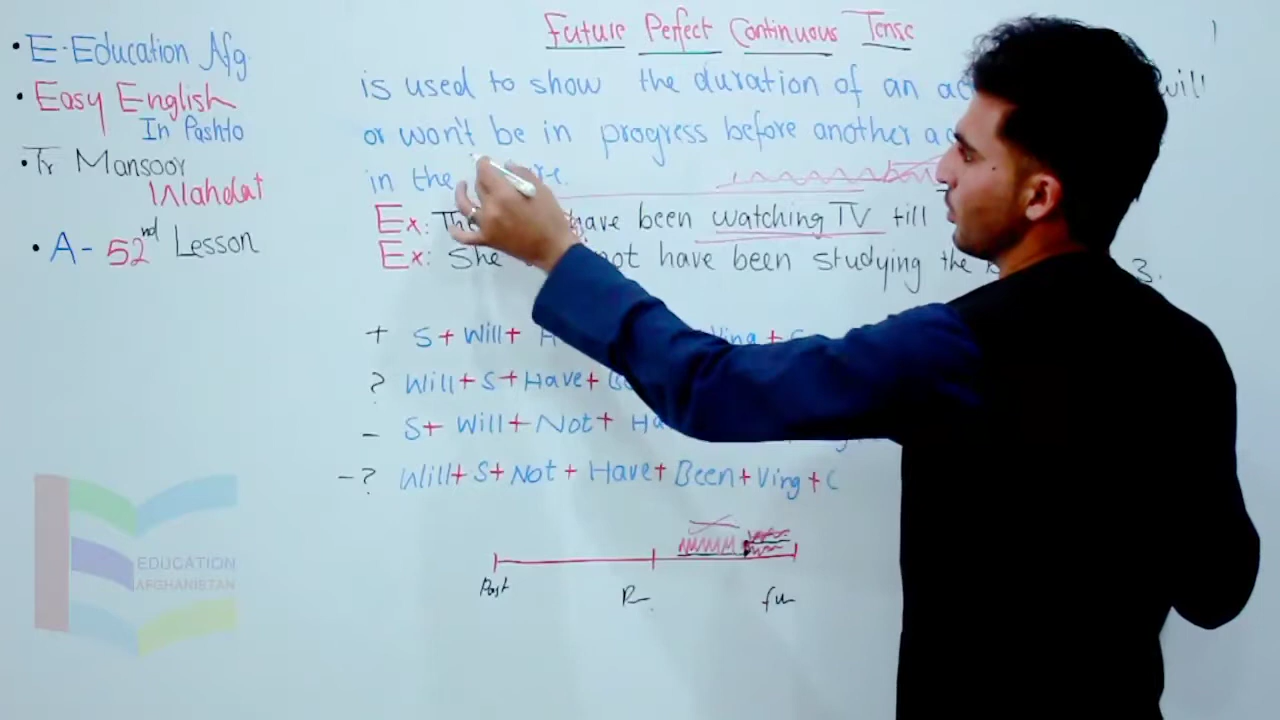 • E-Education Afg.
• Easy English
In Pashto
• Tr Mansoor
Wahdat
• A- 52nd Lesson
Future Perfect Continuous Tense
is used to show the duration of an will
or won't be in progress before another
in the
Ex: have been watching TV till
Ex: She not have been studying the 3.
+ S + Will + Ving +
? Will + S + Have +
- S + Will + Not +
-? Will + S + Not + Have + Been + Ving + C
Past
fu
EDUCATION
AFGHANISTAN